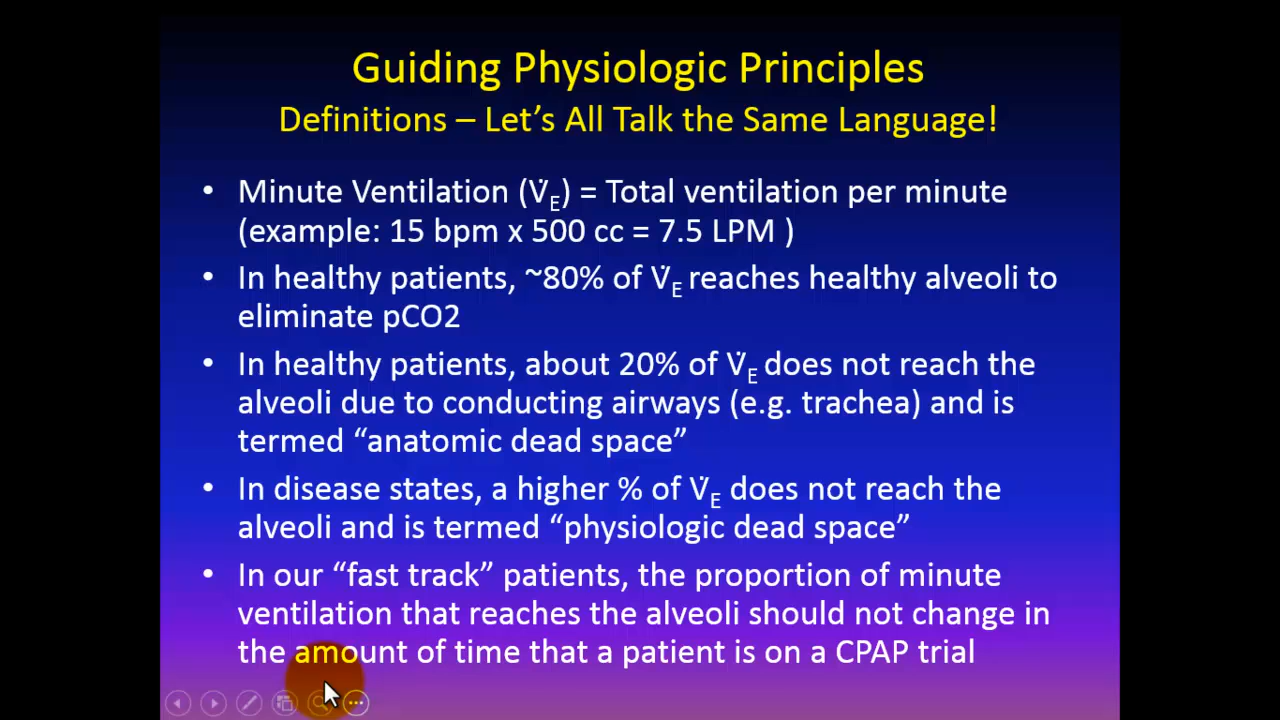 Guiding Physiologic Principles
Definitions – Let's All Talk the Same Language!
• Minute Ventilation (V̇E) = Total ventilation per minute
(example: 15 bpm x 500 cc = 7.5 LPM )
• In healthy patients, ~80% of V̇E reaches healthy alveoli to
eliminate pCO2
• In healthy patients, about 20% of V̇E does not reach the
alveoli due to conducting airways (e.g. trachea) and is
termed “anatomic dead space”
• In disease states, a higher % of V̇E does not reach the
alveoli and is termed “physiologic dead space”
• In our “fast track” patients, the proportion of minute
ventilation that reaches the alveoli should not change in
the amount of time that a patient is on a CPAP trial